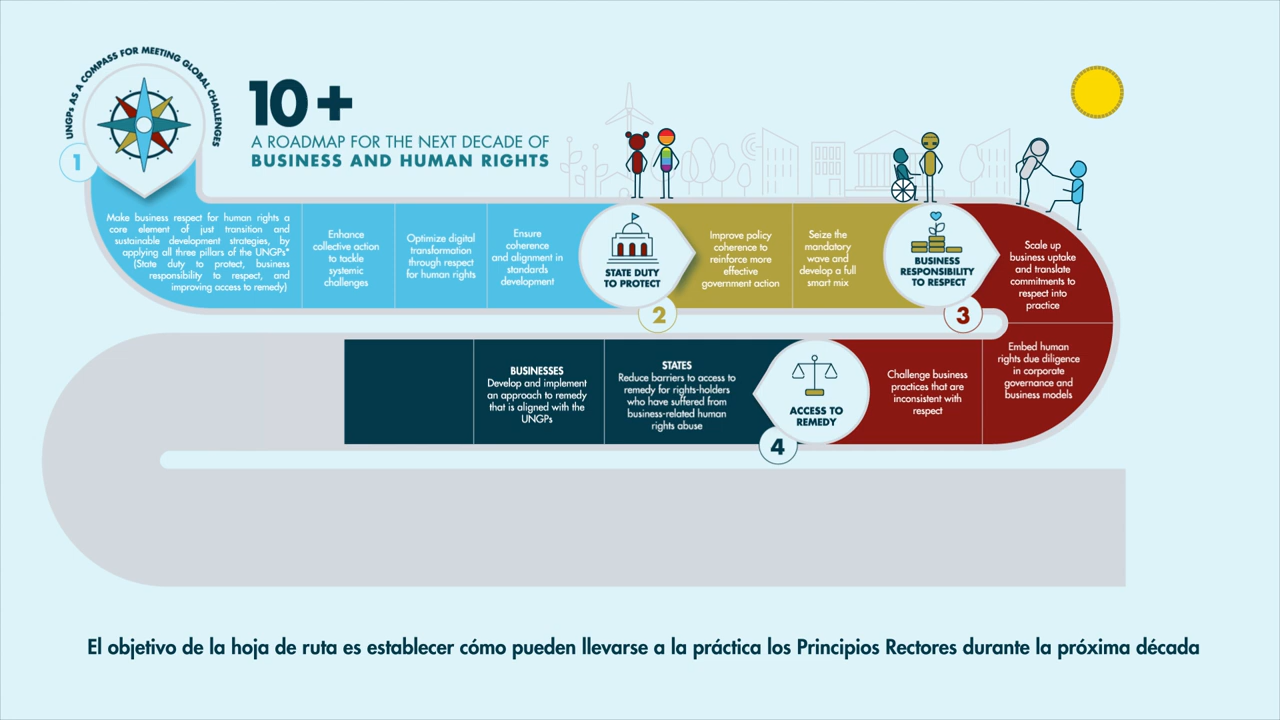 UNGPs AS A COMPASS FOR MEETING GLOBAL CHALLENGES
1
10+
A ROADMAP FOR THE NEXT DECADE OF
BUSINESS AND HUMAN RIGHTS
Make business respect for human rights a
core element of just transition and
sustainable development strategies, by
applying all three pillars of the UNGPs*
(State duty to protect, business
responsibility to respect, and
improving access to remedy)
Enhance
collective action
to tackle
systemic
challenges
Optimize digital
transformation
through respect
for human rights
Ensure
coherence
and alignment in
standards
development
STATE DUTY
TO PROTECT
2
Improve policy
coherence to
reinforce more
effective
government action
Seize the
mandatory
wave and
develop a full
smart mix
BUSINESS
RESPONSIBILITY
TO RESPECT
3
Scale up
business uptake
and translate
commitments to
respect into
practice
Embed human
rights due diligence
in corporate
governance and
business models
Challenge business
practices that are
inconsistent with
respect
ACCESS TO
REMEDY
4
STATES
Reduce barriers to access to
remedy for rights-holders
who have suffered from
business-related human
rights abuse
BUSINESSES
Develop and implement
an approach to remedy
that is aligned with the
UNGPs
El objetivo de la hoja de ruta es establecer cómo pueden llevarse a la práctica los Principios Rectores durante la próxima década